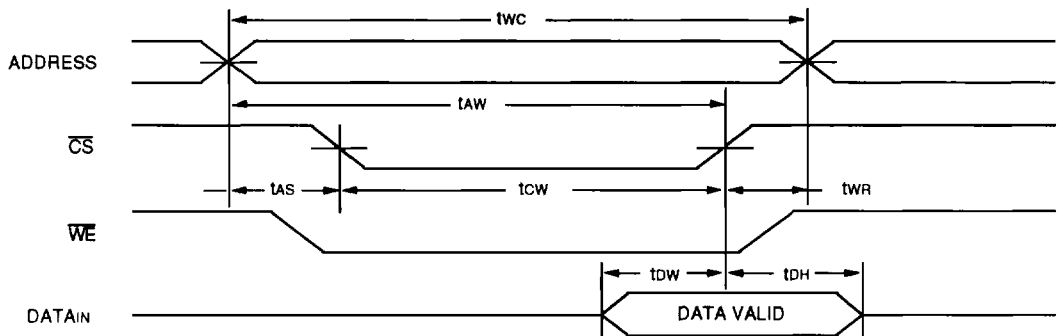 tWC
ADDRESS
tAW
CS
tAS tCW tWR
WE
tDW tDH
DATAIN DATA VALID